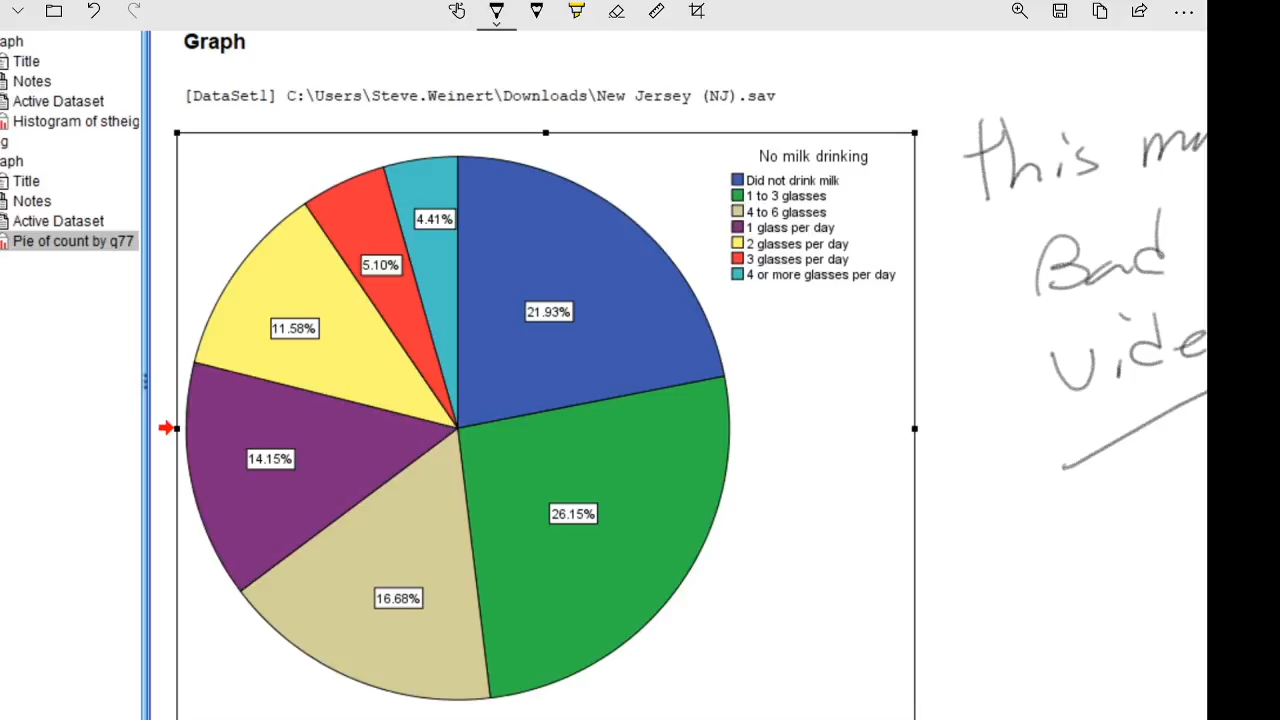 Graph
[DataSet1] C:\Users\Steve.Weinert\Downloads\New Jersey (NJ).sav
aph
Title
Notes
Active Dataset
Histogram of stheig
g
aph
Title
Notes
Active Dataset
Pie of count by q77
No milk drinking
Did not drink milk
1 to 3 glasses
4 to 6 glasses
1 glass per day
2 glasses per day
3 glasses per day
4 or more glasses per day
4.41%
5.10%
21.93%
11.58%
14.15%
26.15%
16.68%
this
Bad
vide